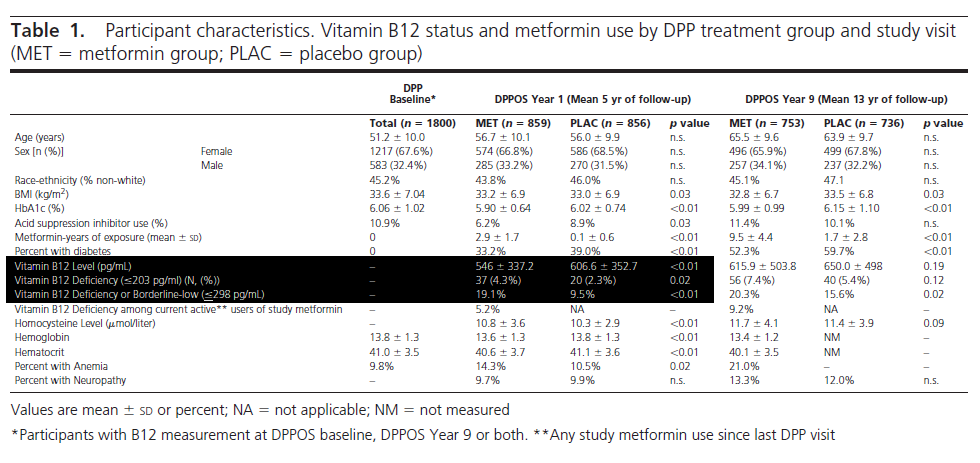 Table 1. Participant characteristics. Vitamin B12 status and metformin use by DPP treatment group and study visit
(MET = metformin group; PLAC = placebo group)
DPP
Baseline* DPPOS Year 1 (Mean 5 yr of follow-up) DPPOS Year 9 (Mean 13 yr of follow-up)
Total (n = 1800) MET (n = 859) PLAC (n = 856) p value MET (n = 753) PLAC (n = 736) p value
Age (years) 51.2 ± 10.0 56.7 ± 10.1 56.0 ± 9.9 n.s. 65.5 ± 9.6 63.9 ± 9.7 n.s.
Sex [n (%)] Female 1217 (67.6%) 574 (66.8%) 586 (68.5%) n.s. 496 (65.9%) 499 (67.8%) n.s.
Male 583 (32.4%) 285 (33.2%) 270 (31.5%) n.s. 257 (34.1%) 237 (32.2%) n.s.
Race-ethnicity (% non-white) 45.2% 43.8% 46.0% n.s. 45.1% 47.1 n.s.
BMI (kg/m²) 33.6 ± 7.04 33.2 ± 6.9 33.0 ± 6.9 0.03 32.8 ± 6.7 33.5 ± 6.8 0.03
HbA1c (%) 6.06 ± 1.02 5.90 ± 0.64 6.02 ± 0.74 <0.01 5.99 ± 0.99 6.15 ± 1.10 <0.01
Acid suppression inhibitor use (%) 10.9% 6.2% 8.9% 0.03 11.4% 10.1% n.s.
Metformin-years of exposure (mean ± SD) 0 2.9 ± 1.7 0.1 ± 0.6 <0.01 9.5 ± 4.4 1.7 ± 2.8 <0.01
Percent with diabetes 0 33.2% 39.0% <0.01 52.3% 59.7% <0.01
Vitamin B12 Level (pg/mL) – 546 ± 337.2 606.6 ± 352.7 <0.01 615.9 ± 503.8 650.0 ± 498 0.19
Vitamin B12 Deficiency (≤203 pg/ml) (N, (%)) – 37 (4.3%) 20 (2.3%) 0.02 56 (7.4%) 40 (5.4%) 0.12
Vitamin B12 Deficiency or Borderline-low (≤298 pg/mL) – 19.1% 9.5% <0.01 20.3% 15.6% 0.02
Vitamin B12 Deficiency among current active** users of study metformin 5.2% NA – 9.2% NA –
Homocysteine Level (μmol/liter) – 10.8 ± 3.6 10.3 ± 2.9 <0.01 11.7 ± 4.1 11.4 ± 3.9 0.09
Hemoglobin 13.8 ± 1.3 13.6 ± 1.3 13.8 ± 1.3 <0.01 13.4 ± 1.2 NM –
Hematocrit 41.0 ± 3.5 40.6 ± 3.7 41.1 ± 3.6 <0.01 40.1 ± 3.5 NM –
Percent with Anemia 9.8% 14.3% 10.5% 0.02 21.0% – –
Percent with Neuropathy – 9.7% 9.9% n.s. 13.3% 12.0% n.s.
Values are mean ± SD or percent; NA = not applicable; NM = not measured
*Participants with B12 measurement at DPPOS baseline, DPPOS Year 9 or both. **Any study metformin use since last DPP visit